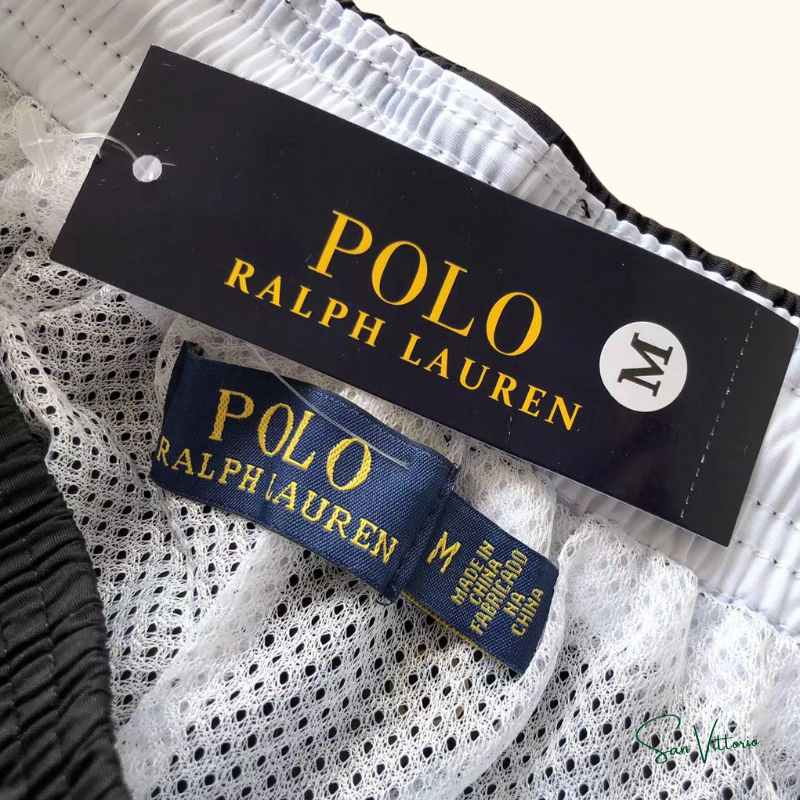 POLO
RALPH LAUREN
M
POLO
RALPH LAUREN
M
MADE IN
CHINA
FABRICADO
NA
CHINA
San Vittorio